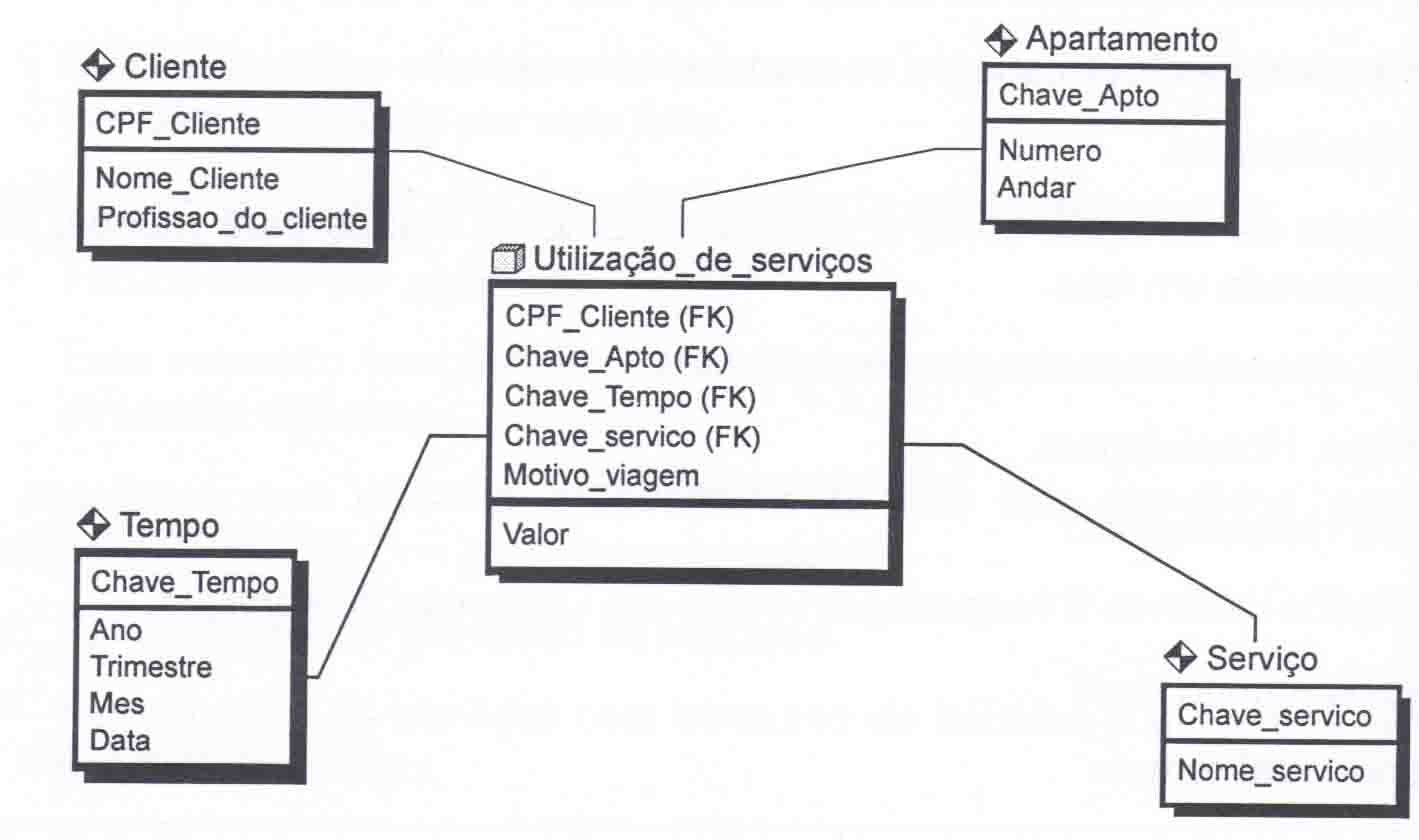 Cliente
CPF_Cliente
Nome_Cliente
Profissao_do_cliente
Apartamento
Chave_Apto
Numero
Andar
Utilização_de_serviços
CPF_Cliente (FK)
Chave_Apto (FK)
Chave_Tempo (FK)
Chave_servico (FK)
Motivo_viagem
Valor
Tempo
Chave_Tempo
Ano
Trimestre
Mes
Data
Serviço
Chave_servico
Nome_servico